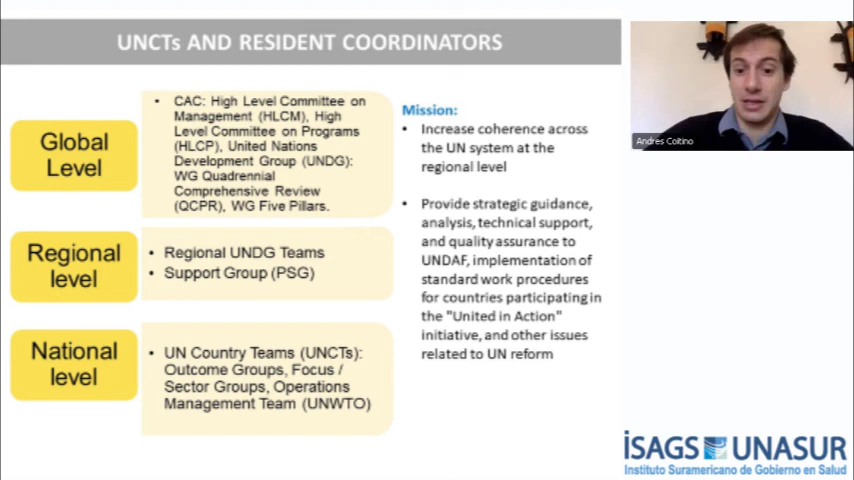 UNCTs AND RESIDENT COORDINATORS
Global
Level
• CAC: High Level Committee on
Management (HLCM), High
Level Committee on Programs
(HLCP), United Nations
Development Group (UNDG):
WG Quadrennial
Comprehensive Review
(QCPR), WG Five Pillars.
Regional
level
• Regional UNDG Teams
• Support Group (PSG)
National
level
• UN Country Teams (UNCTs):
Outcome Groups, Focus /
Sector Groups, Operations
Management Team (UNWTO)
Mission:
• Increase coherence across
the UN system at the
regional level
• Provide strategic guidance,
analysis, technical support,
and quality assurance to
UNDAF, implementation of
standard work procedures
for countries participating in
the "United in Action"
initiative, and other issues
related to UN reform
Andres Coitino
iSAGS UNASUR
Instituto Suramericano de Gobierno en Salud